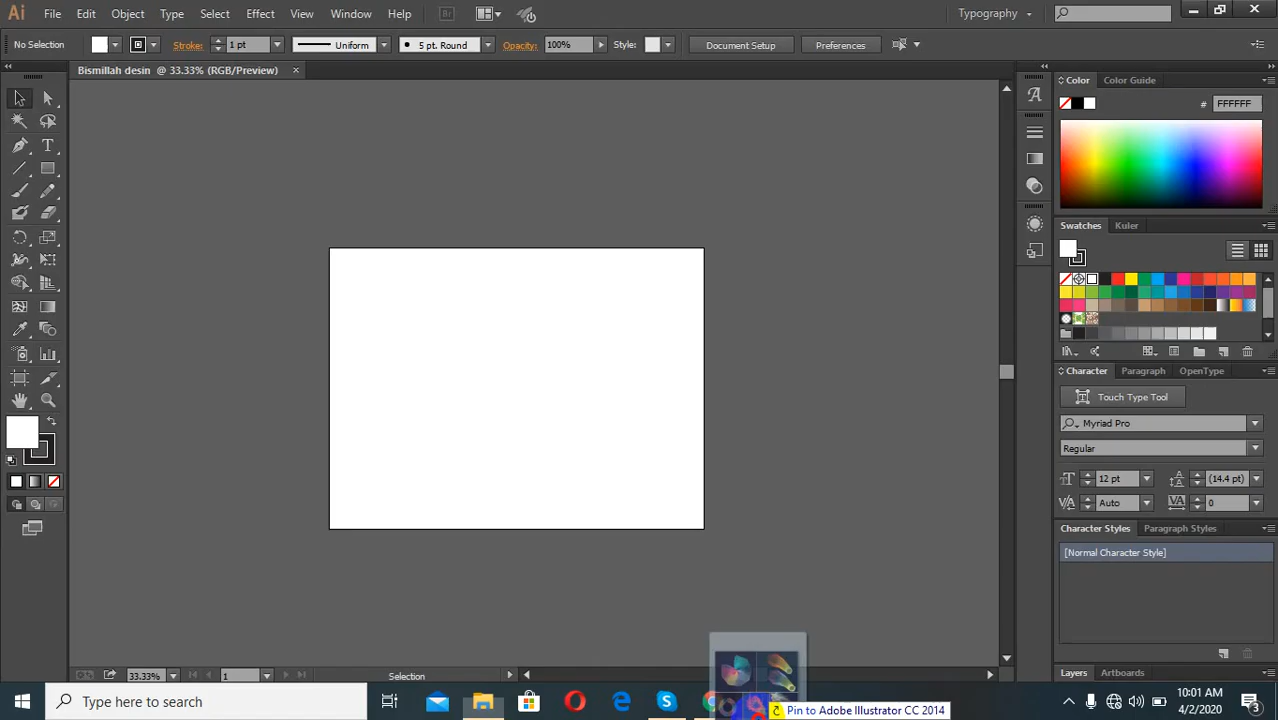 Ai File Edit Object Type Select Effect View Window Help Br Typography
No Selection Stroke: 1 pt Uniform 5 pt. Round Opacity: 100% Style: Document Setup Preferences
Bismillah desin @ 33.33% (RGB/Preview)
Color Color Guide
# FFFFFF
Swatches Kuler
Character Paragraph OpenType
Touch Type Tool
Myriad Pro
Regular
12 pt (14.4 pt)
Auto 0
Character Styles Paragraph Styles
[Normal Character Style]
Layers Artboards
33.33% 1 Selection
Type here to search
Pin to Adobe Illustrator CC 2014
10:01 AM
4/2/2020
3